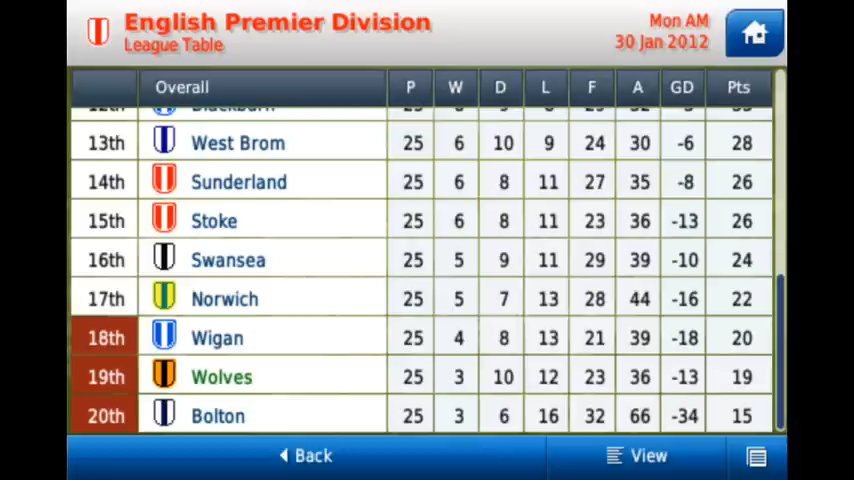 English Premier Division
League Table
Mon AM
30 Jan 2012
Overall P W D L F A GD Pts
13th West Brom 25 6 10 9 24 30 -6 28
14th Sunderland 25 6 8 11 27 35 -8 26
15th Stoke 25 6 8 11 23 36 -13 26
16th Swansea 25 5 9 11 29 39 -10 24
17th Norwich 25 5 7 13 28 44 -16 22
18th Wigan 25 4 8 13 21 39 -18 20
19th Wolves 25 3 10 12 23 36 -13 19
20th Bolton 25 3 6 16 32 66 -34 15
Back View